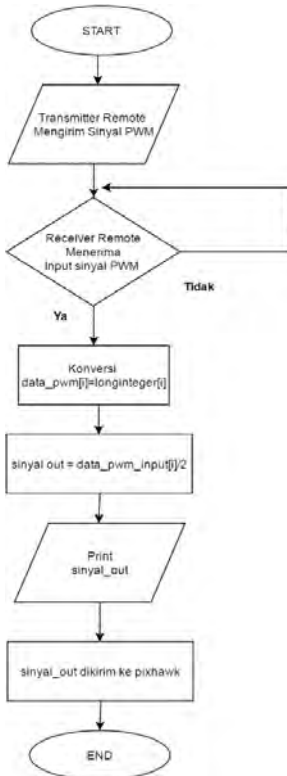 START
Transmitter Remote
Mengirim Sinyal PWM
Receiver Remote
Menerima
Input sinyal PWM
Tidak
Ya
Konversi
data_pwm[i]=longinteger[i]
sinyal out = data_pwm_input[i]/2
Print
sinyal_out
sinyal_out dikirim ke pixhawk
END